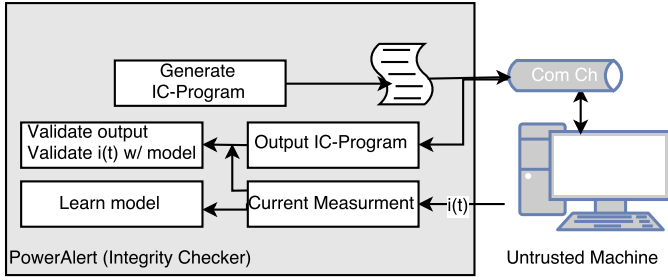 Generate
IC-Program
Com Ch
Validate output
Validate i(t) w/ model
Output IC-Program
Learn model
Current Measurment
i(t)
PowerAlert (Integrity Checker)
Untrusted Machine